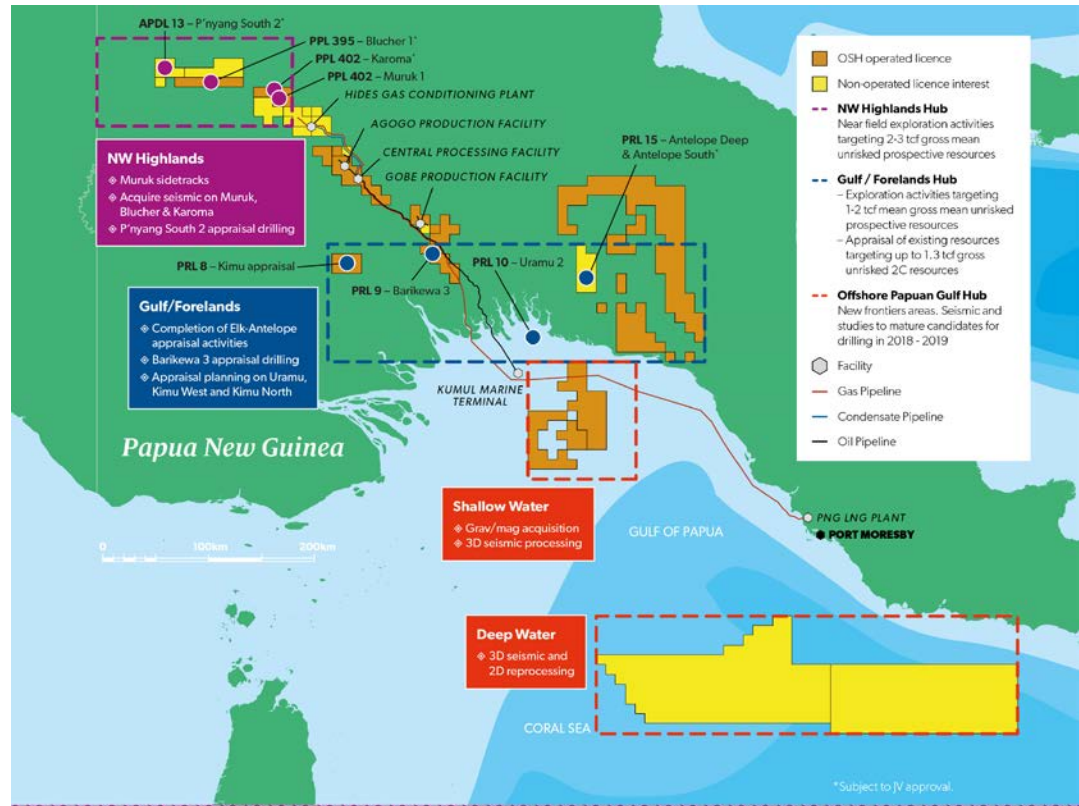 APDL 13 – P'nyang South 2*
PPL 395 – Blucher 1*
PPL 402 – Karoma*
PPL 402 – Muruk 1
HIDES GAS CONDITIONING PLANT
AGOGO PRODUCTION FACILITY
CENTRAL PROCESSING FACILITY
GOBE PRODUCTION FACILITY
PRL 15 – Antelope Deep
& Antelope South*
NW Highlands
Muruk sidetracks
Acquire seismic on Muruk,
Blucher & Karoma
P'nyang South 2 appraisal drilling
PRL 8 – Kimu appraisal
PRL 9 – Barikewa 3
PRL 10 – Uramu 2
Gulf/Forelands
Completion of Elk-Antelope
appraisal activities
Barikewa 3 appraisal drilling
Appraisal planning on Uramu,
Kimu West and Kimu North
KUMUL MARINE
TERMINAL
Papua New Guinea
0 100km 200km
Shallow Water
Grav/mag acquisition
3D seismic processing
GULF OF PAPUA
PNG LNG PLANT
PORT MORESBY
Deep Water
3D seismic and
2D reprocessing
CORAL SEA
*Subject to JV approval.
OSH operated licence
Non-operated licence interest
NW Highlands Hub
Near field exploration activities
targeting 2-3 tcf gross mean
unrisked prospective resources
Gulf / Forelands Hub
– Exploration activities targeting
1-2 tcf mean gross mean unrisked
prospective resources
– Appraisal of existing resources
targeting up to 1.3 tcf gross
unrisked 2C resources
Offshore Papuan Gulf Hub
New frontiers areas. Seismic and
studies to mature candidates for
drilling in 2018 - 2019
Facility
Gas Pipeline
Condensate Pipeline
Oil Pipeline